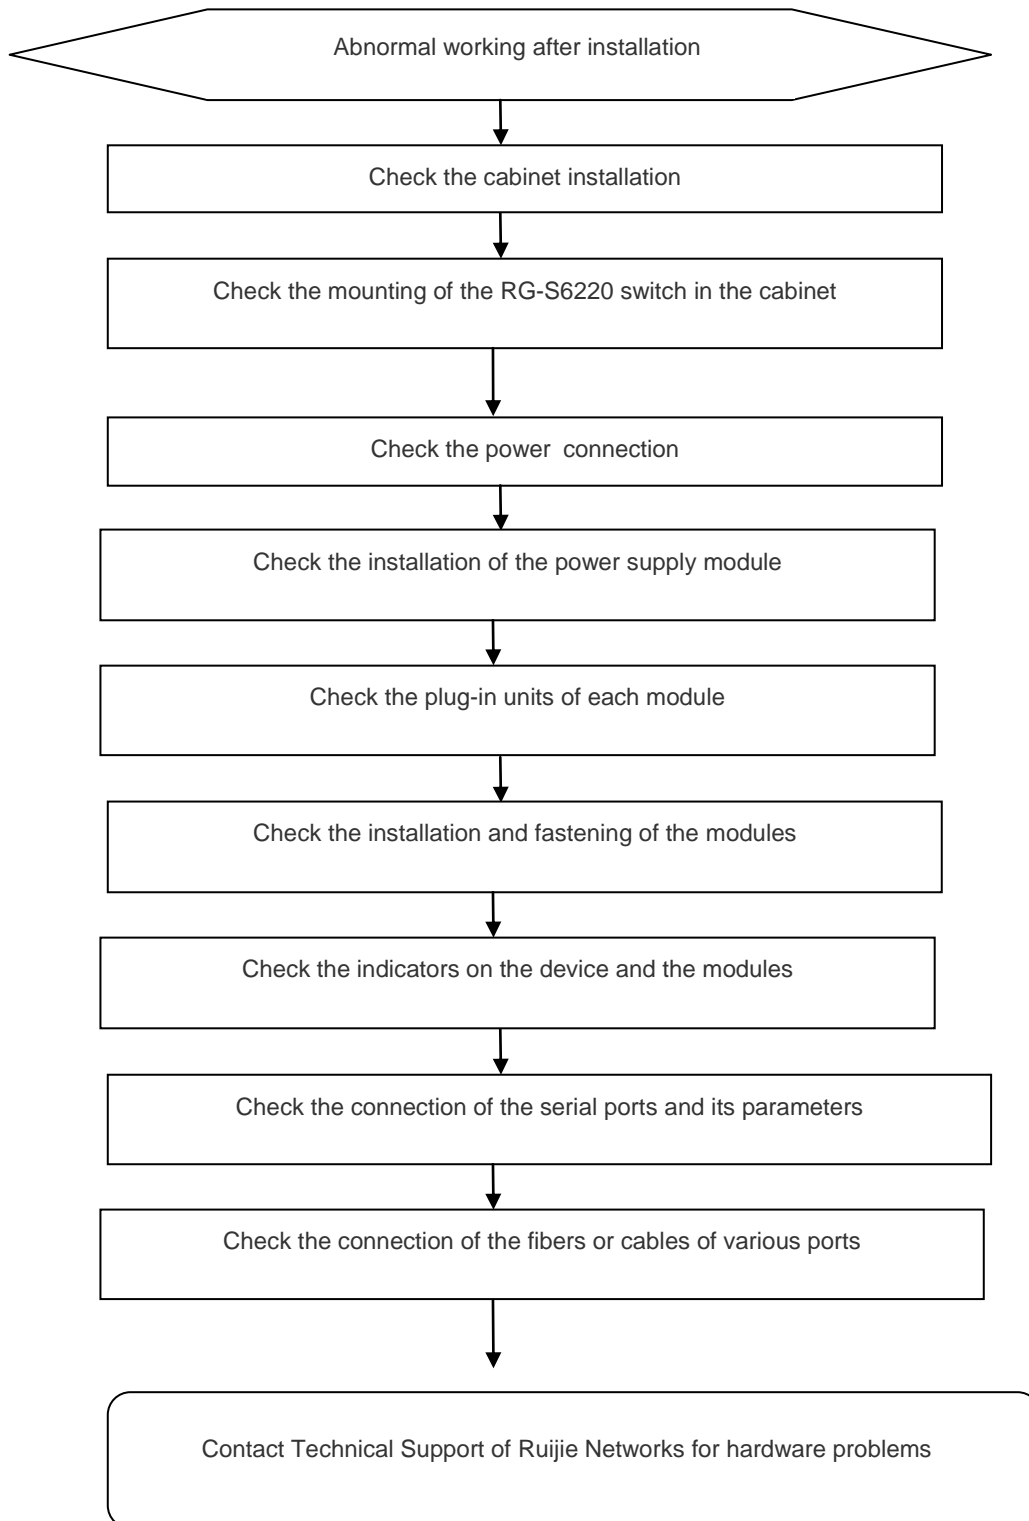 Abnormal working after installation
Check the cabinet installation
Check the mounting of the RG-S6220 switch in the cabinet
Check the power  connection
Check the installation of the power supply module
Check the plug-in units of each module
Check the installation and fastening of the modules
Check the indicators on the device and the modules
Check the connection of the serial ports and its parameters
Check the connection of the fibers or cables of various ports
Contact Technical Support of Ruijie Networks for hardware problems